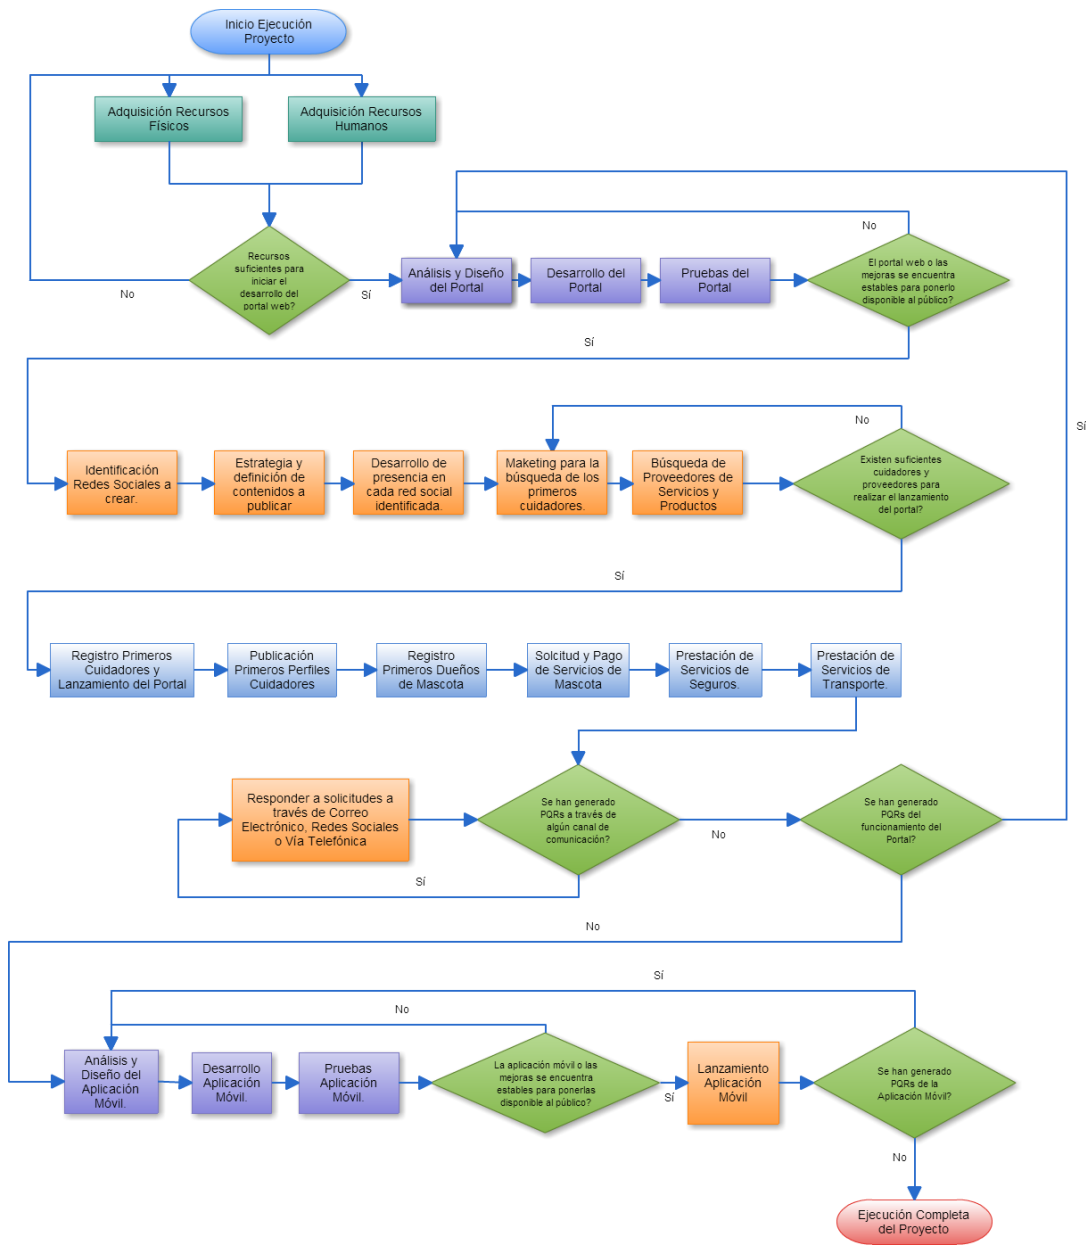 Inicio Ejecución
Proyecto
Adquisición Recursos
Físicos
Adquisición Recursos
Humanos
Recursos
suficientes para
iniciar el
desarrollo del
portal web?
No
Sí
Análisis y Diseño
del Portal
Desarrollo del
Portal
Pruebas del
Portal
El portal web o las
mejoras se encuentra
estables para ponerlo
disponible al público?
No
Sí
Identificación
Redes Sociales a
crear.
Estrategia y
definición de
contenidos a
publicar
Desarrollo de
presencia en
cada red social
identificada.
Maketing para la
búsqueda de los
primeros
cuidadores.
Búsqueda de
Proveedores de
Servicios y
Productos
Existen suficientes
cuidadores y
proveedores para
realizar el lanzamiento
del portal?
No
Sí
Sí
Registro Primeros
Cuidadores y
Lanzamiento del Portal
Publicación
Primeros Perfiles
Cuidadores
Registro
Primeros Dueños
de Mascota
Solcitud y Pago
de Servicios de
Mascota
Prestación de
Servicios de
Seguros.
Prestación de
Servicios de
Transporte.
Responder a solicitudes a
través de Correo
Electrónico, Redes Sociales
o Vía Telefónica
Se han generado
PQRs a través de
algún canal de
comunicación?
Sí
No
Se han generado
PQRs del
funcionamiento del
Portal?
No
Sí
No
Análisis y
Diseño del
Aplicación
Móvil.
Desarrollo
Aplicación
Móvil.
Pruebas
Aplicación
Móvil.
La aplicación móvil o las
mejoras se encuentra
estables para ponerlas
disponible al público?
Sí
Lanzamiento
Aplicación
Móvil
Se han generado
PQRs de la
Aplicación Móvil?
No
Ejecución Completa
del Proyecto